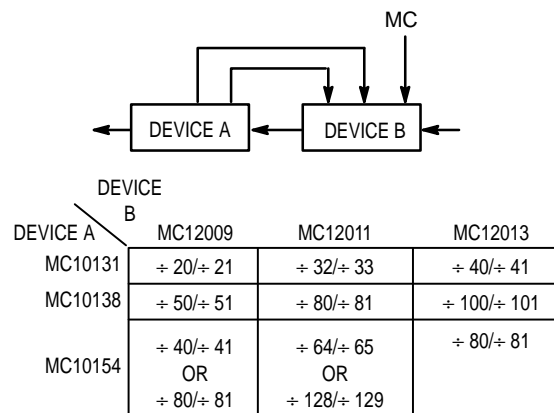 MC
DEVICE A
DEVICE B
DEVICE
B
DEVICE A
MC12009 MC12011 MC12013
MC10131 ÷ 20/÷ 21 ÷ 32/÷ 33 ÷ 40/÷ 41
MC10138 ÷ 50/÷ 51 ÷ 80/÷ 81 ÷ 100/÷ 101
MC10154 ÷ 40/÷ 41 ÷ 64/÷ 65 ÷ 80/÷ 81
OR OR
÷ 80/÷ 81 ÷ 128/÷ 129